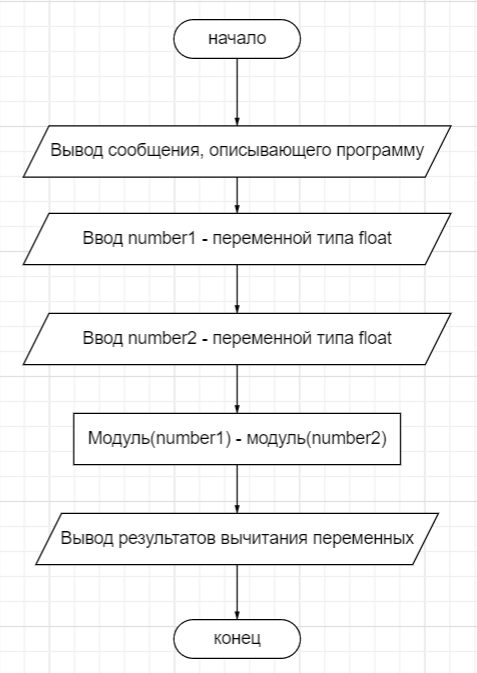 начало
Вывод сообщения, описывающего программу
Ввод number1 - переменной типа float
Ввод number2 - переменной типа float
Модуль(number1) - модуль(number2)
Вывод результатов вычитания переменных
конец